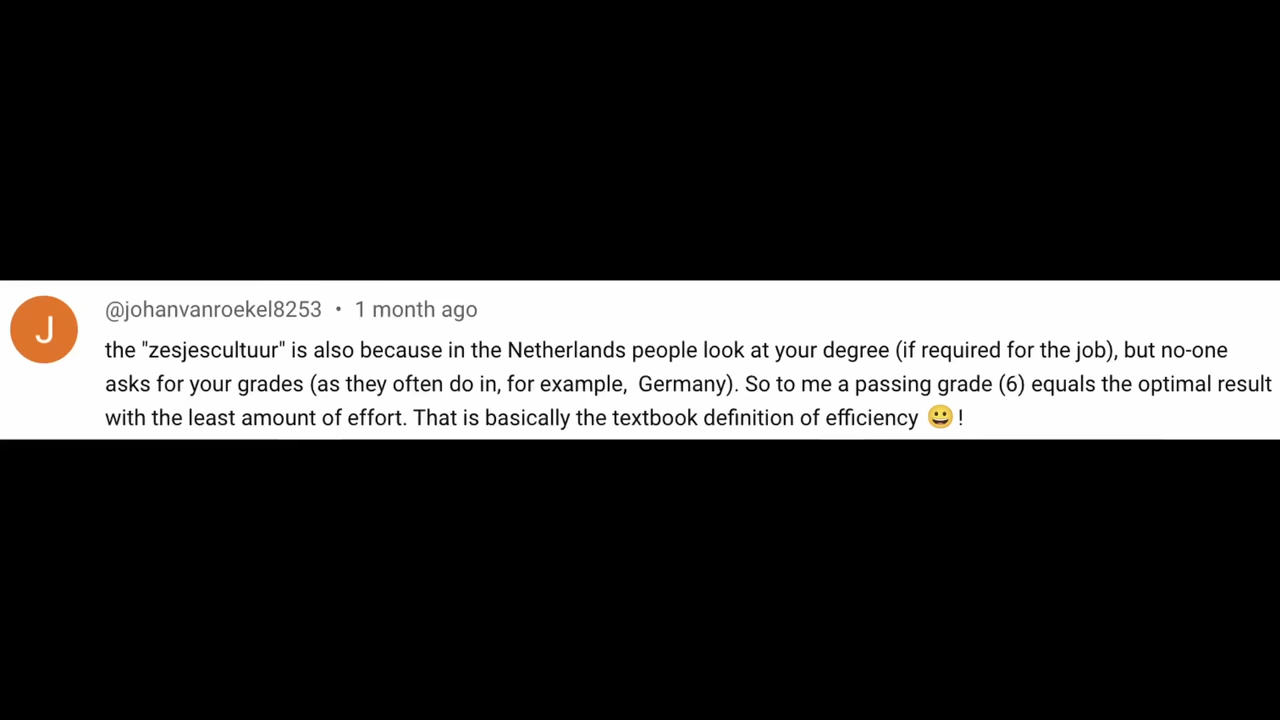 J
@johanvanroekel8253 • 1 month ago
the "zesjescultuur" is also because in the Netherlands people look at your degree (if required for the job), but no-one
asks for your grades (as they often do in, for example,  Germany). So to me a passing grade (6) equals the optimal result
with the least amount of effort. That is basically the textbook definition of efficiency 😀 !